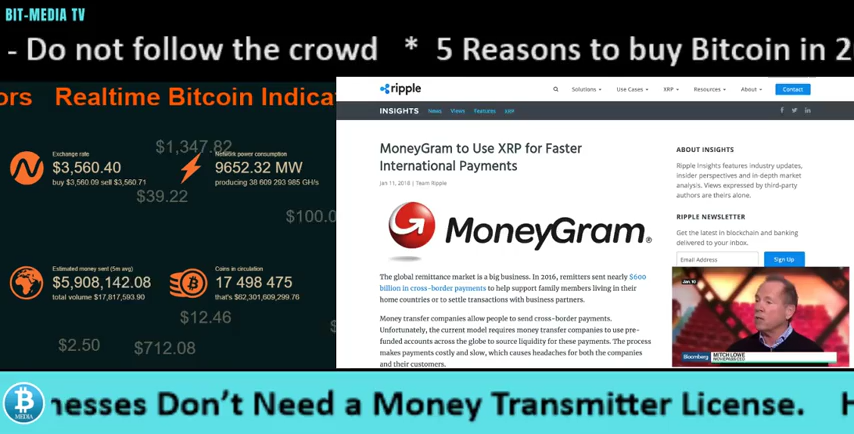 BIT-MEDIA TV
- Do not follow the crowd * 5 Reasons to buy Bitcoin in 2
ors Realtime Bitcoin Indica
$1,347.82
Exchange rate
$3,560.40
buy $3,560.09 sell $3,560.71
Network power consumption
9652.32 MW
producing 38 609 293 985 GH/s
$39.22
$100.0
Estimated money sent (5m avg)
$5,908,142.08
total volume $17,817,593.90
Coins in circulation
17 498 475
that's $62,301,609,299.76
$12.46
$2.50
$712.08
ripple
Solutions
Use Cases
XRP
Resources
About
Contact
INSIGHTS
News
Views
Features
XRP
MoneyGram to Use XRP for Faster
International Payments
Jan 11, 2018 | Team Ripple
MoneyGram®
The global remittance market is a big business. In 2016, remitters sent nearly $600
billion in cross-border payments to help support family members living in their
home countries or to settle transactions with business partners.
Money transfer companies allow people to send cross-border payments.
Unfortunately, the current model requires money transfer companies to use pre-
funded accounts across the globe to source liquidity for these payments. The process
makes payments costly and slow, which causes headaches for both the companies
and their customers.
ABOUT INSIGHTS
Ripple Insights features industry updates,
insider perspectives and in-depth market
analysis. Views expressed by third-party
authors are theirs alone.
RIPPLE NEWSLETTER
Get the latest in blockchain and banking
delivered to your inbox.
Email Address
Sign Up
Jan. 10
Bloomberg
MITCH LOWE
MOVIEPASS CEO
MEDIA
nesses Don't Need a Money Transmitter License. H